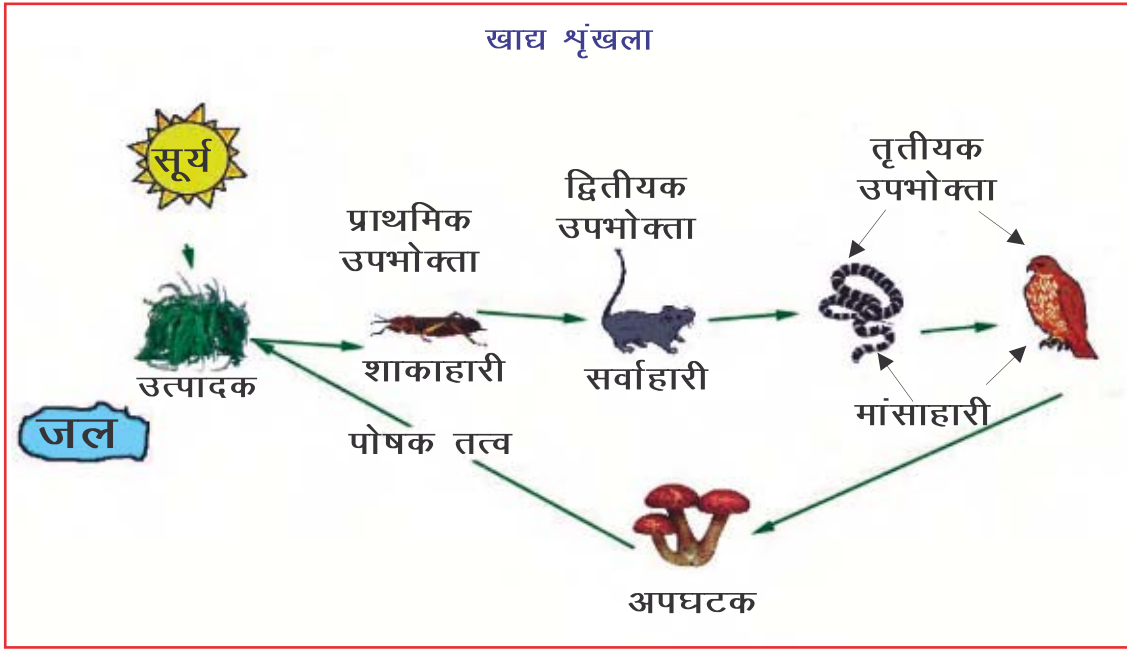 खाद्य शृंखला
सूर्य
प्राथमिक
उपभोक्ता
द्वितीयक
उपभोक्ता
तृतीयक
उपभोक्ता
उत्पादक
शाकाहारी
सर्वाहारी
मांसाहारी
जल
पोषक तत्व
अपघटक